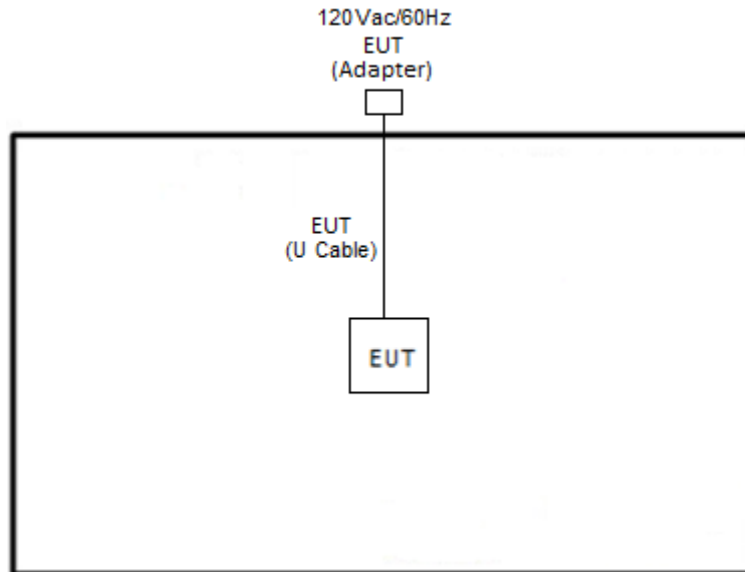 120Vac/60Hz
EUT
(Adapter)
EUT
(U Cable)
EUT